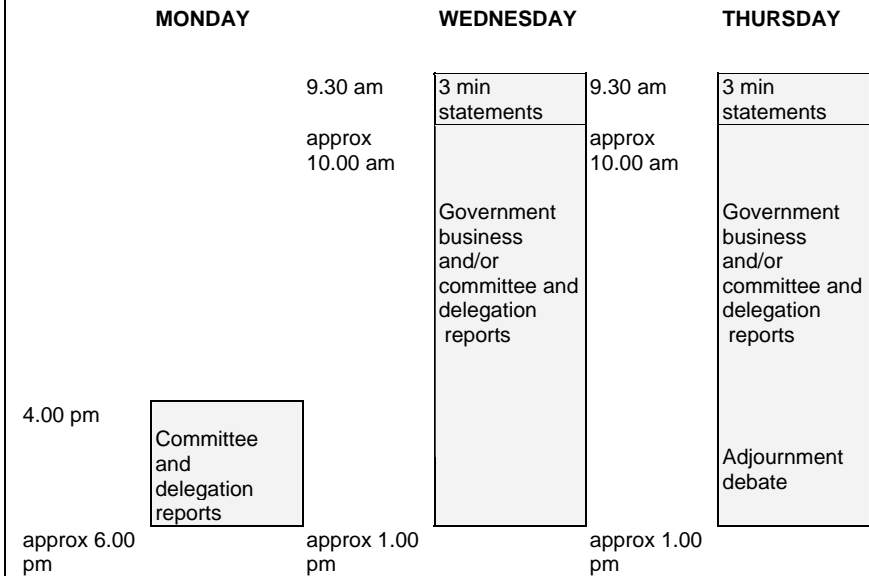 MONDAY
WEDNESDAY
THURSDAY
9.30 am
3 min
statements
9.30 am
3 min
statements
approx
10.00 am
approx
10.00 am
Government
business
and/or
committee and
delegation
reports
Government
business
and/or
committee and
delegation
reports
4.00 pm
Committee
and
delegation
reports
Adjournment
debate
approx 6.00
pm
approx 1.00
pm
approx 1.00
pm